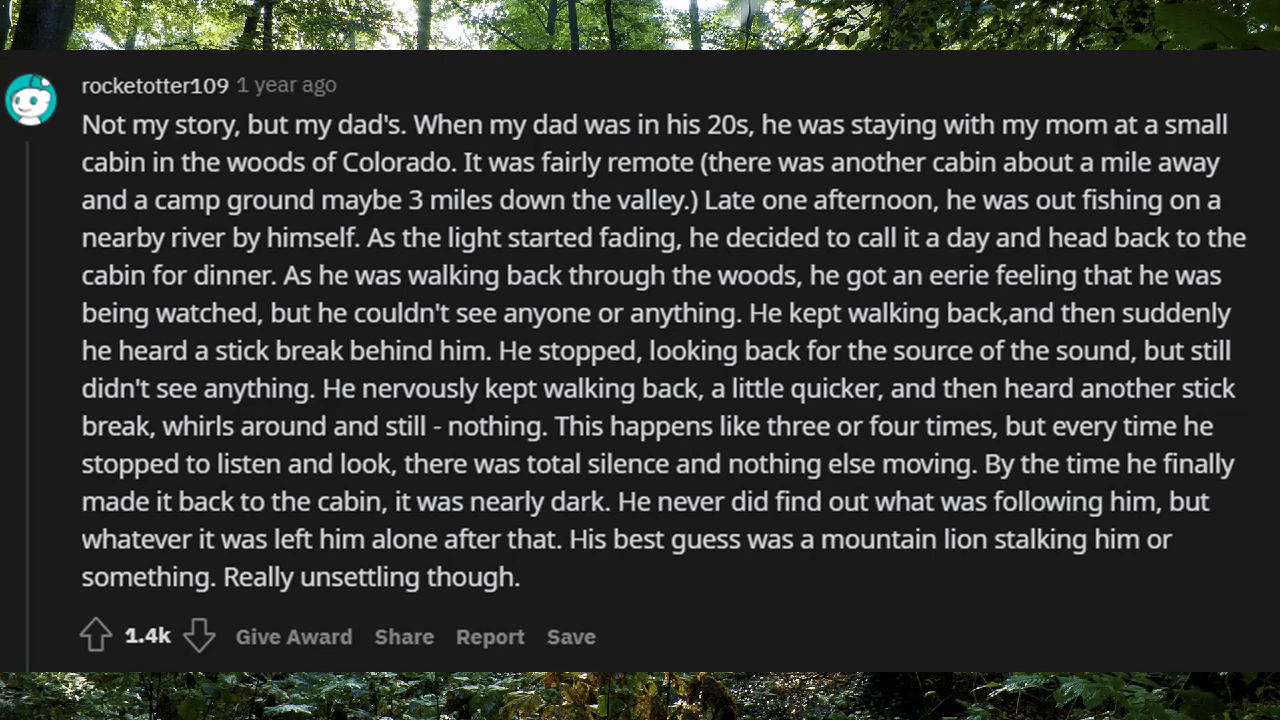 rocketotter109 1 year ago
Not my story, but my dad's. When my dad was in his 20s, he was staying with my mom at a small
cabin in the woods of Colorado. It was fairly remote (there was another cabin about a mile away
and a camp ground maybe 3 miles down the valley.) Late one afternoon, he was out fishing on a
nearby river by himself. As the light started fading, he decided to call it a day and head back to the
cabin for dinner. As he was walking back through the woods, he got an eerie feeling that he was
being watched, but he couldn't see anyone or anything. He kept walking back,and then suddenly
he heard a stick break behind him. He stopped, looking back for the source of the sound, but still
didn't see anything. He nervously kept walking back, a little quicker, and then heard another stick
break, whirls around and still - nothing. This happens like three or four times, but every time he
stopped to listen and look, there was total silence and nothing else moving. By the time he finally
made it back to the cabin, it was nearly dark. He never did find out what was following him, but
whatever it was left him alone after that. His best guess was a mountain lion stalking him or
something. Really unsettling though.
1.4k Give Award Share Report Save